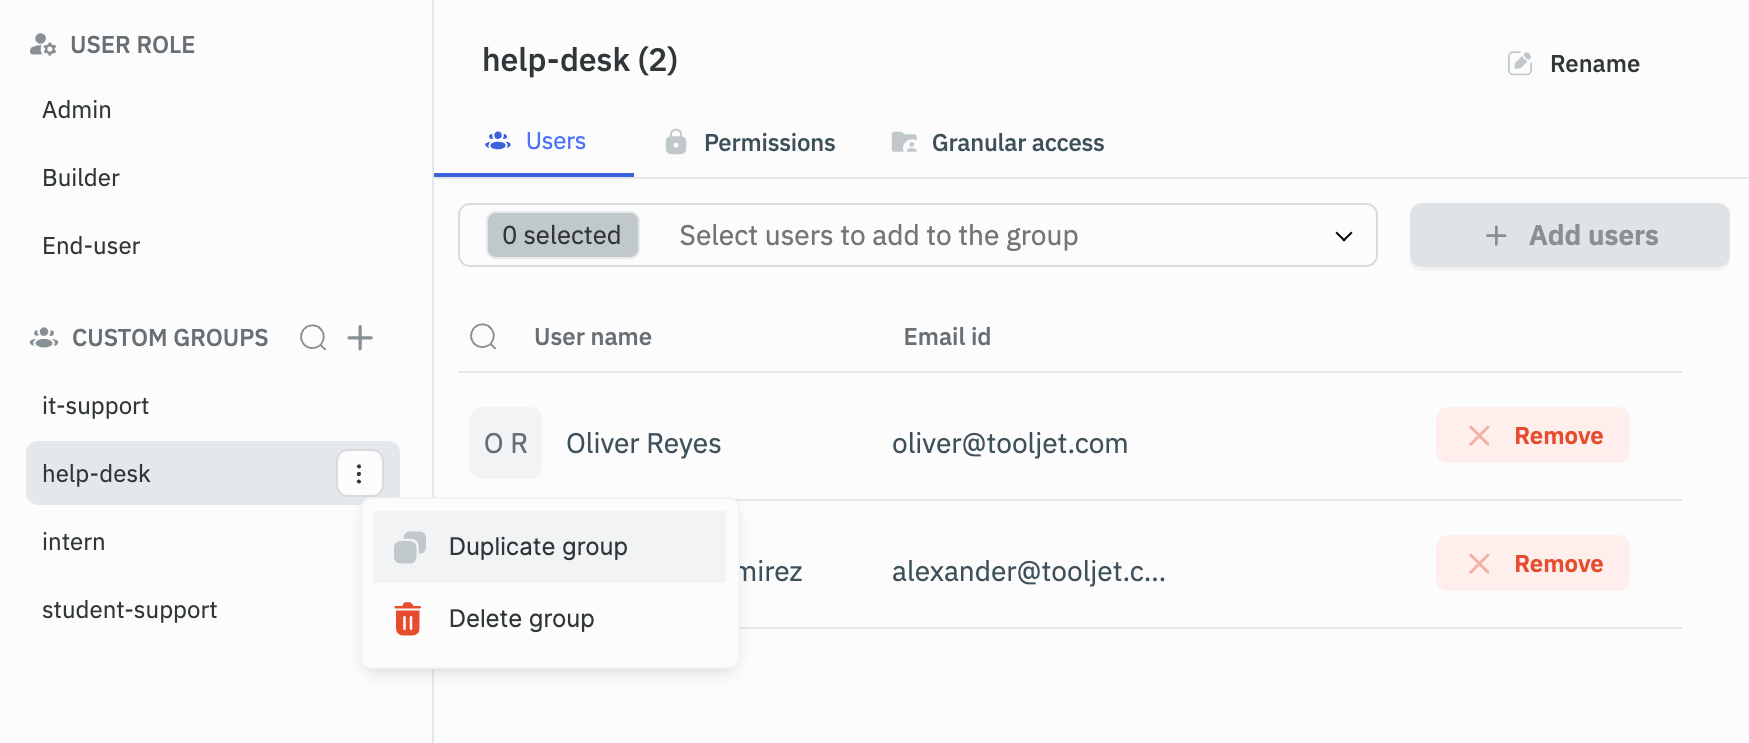 USER ROLE
Admin
Builder
End-user
CUSTOM GROUPS
it-support
help-desk
intern
student-support
Duplicate group
Delete group
help-desk (2)
Rename
Users
Permissions
Granular access
0 selected
Select users to add to the group
Add users
User name
Email id
O R
Oliver Reyes
oliver@tooljet.com
Remove
alexander@tooljet.c...
Remove